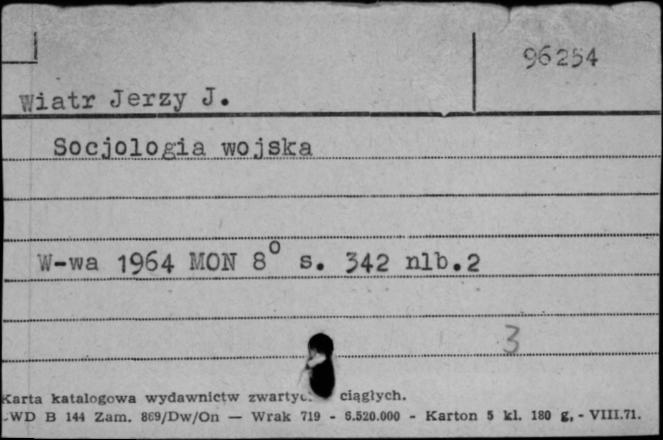 96254
Wiatr Jerzy J.
Socjologia wojska
W-wa 1964 MON 8° s. 342 nlb.2
3
Karta katalogowa wydawnictw ciągłych.
WD B 144 Zam. 869/Dw/On — Wrak 719 - 6.520.000 - Karton 5 kl. 180 g, - VIII.71.